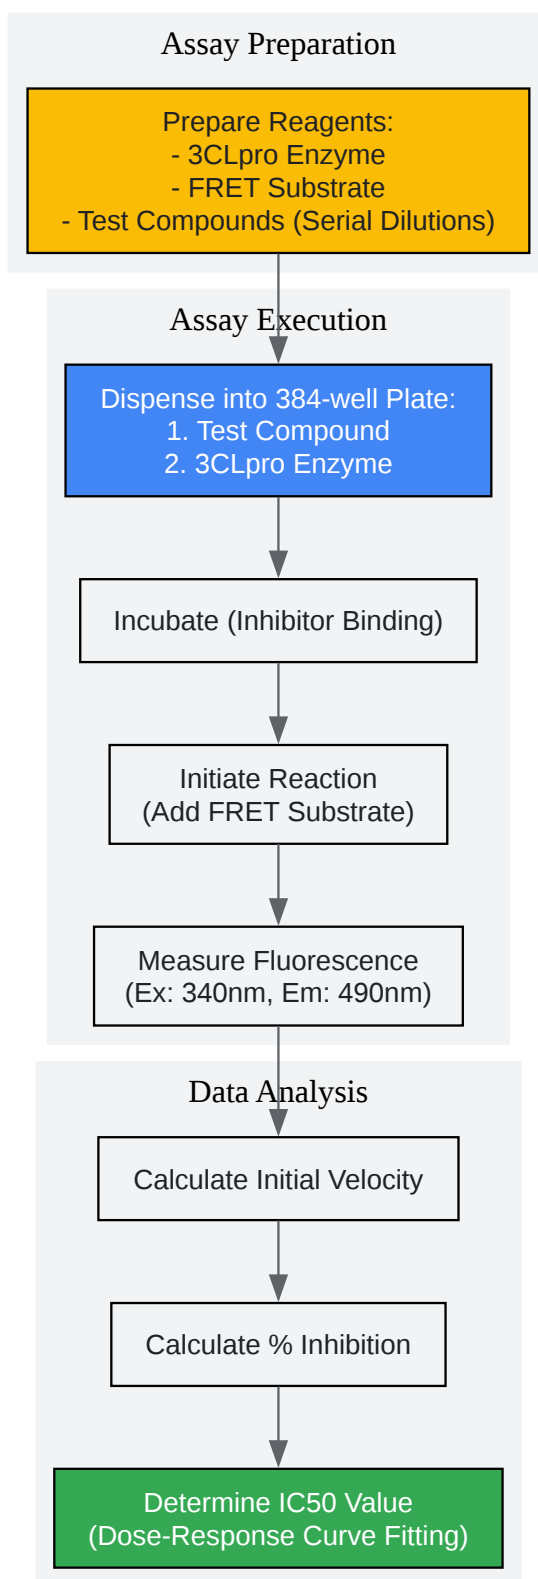 Assay Preparation
Prepare Reagents:
- 3CLpro Enzyme
- FRET Substrate
- Test Compounds (Serial Dilutions)
Assay Execution
Dispense into 384-well Plate:
1. Test Compound
2. 3CLpro Enzyme
Incubate (Inhibitor Binding)
Initiate Reaction
(Add FRET Substrate)
Measure Fluorescence
(Ex: 340nm, Em: 490nm)
Data Analysis
Calculate Initial Velocity
Calculate % Inhibition
Determine IC50 Value
(Dose-Response Curve Fitting)